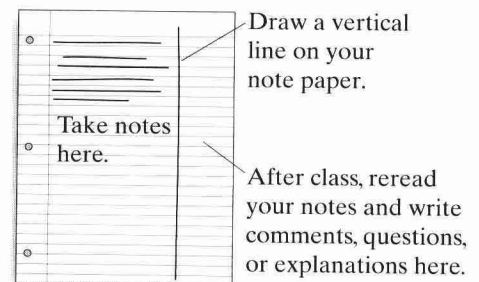 Draw a vertical
line on your
note paper.
Take notes
here.
After class, reread
your notes and write
comments, questions,
or explanations here.